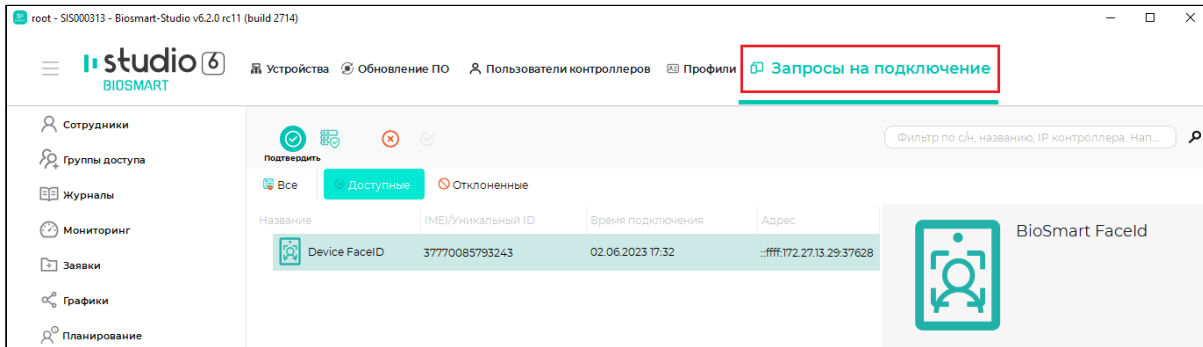 root - SIS000313 - Biosmart-Studio v6.2.0 rc11 (build 2714)
studio 6
BIOSMART
Устройства Обновление ПО Пользователи контроллеров Профили Запросы на подключение
Сотрудники
Группы доступа
Журналы
Мониторинг
Заявки
Графики
Планирование
Подтвердить
Фильтр по с/н, названию, IP контроллера. Нап...
Все Доступные Отклоненные
Название IMEI/Уникальный ID Время подключения Адрес
Device FaceID 37770085793243 02.06.2023 17:32 ::ffff:172.27.13.29:37628
BioSmart FaceId